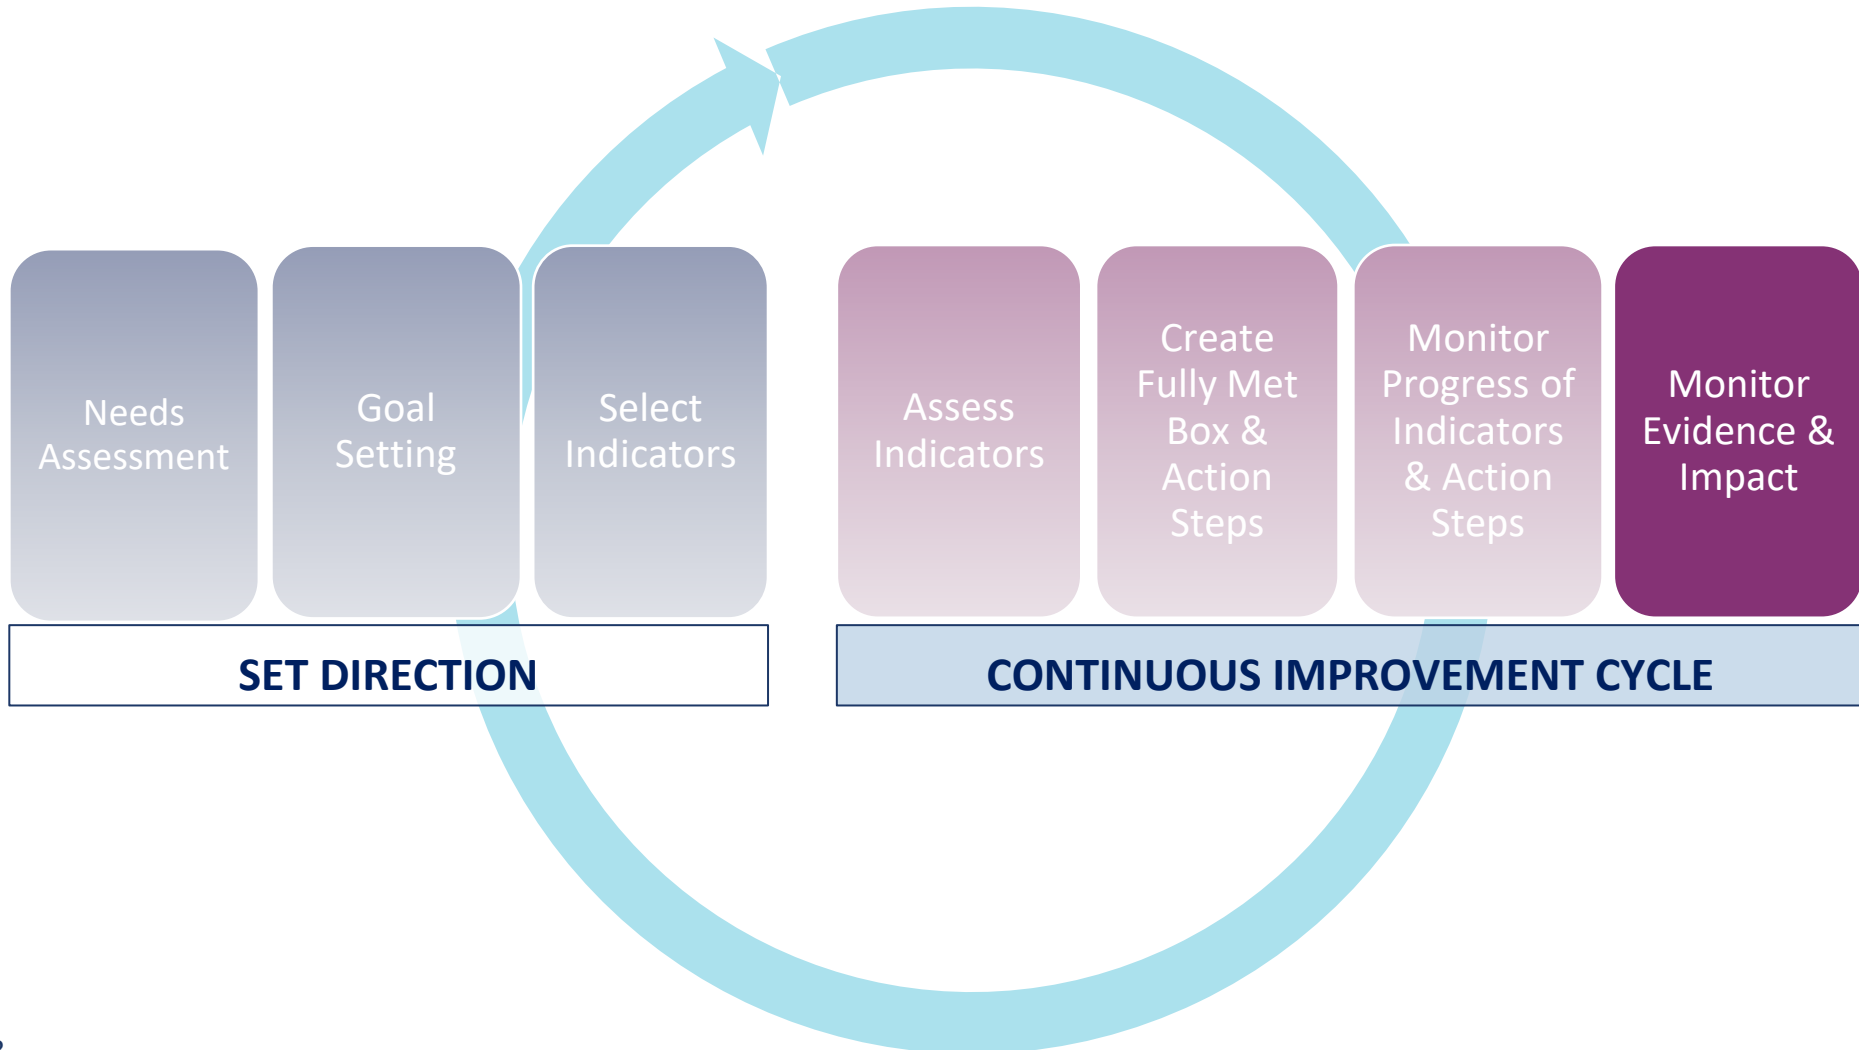 Needs
Assessment
Goal
Setting
Select
Indicators
Assess
Indicators
Create
Fully Met
Box &
Action
Steps
Monitor
Progress of
Indicators
& Action
Steps
Monitor
Evidence &
Impact
SET DIRECTION
CONTINUOUS IMPROVEMENT CYCLE